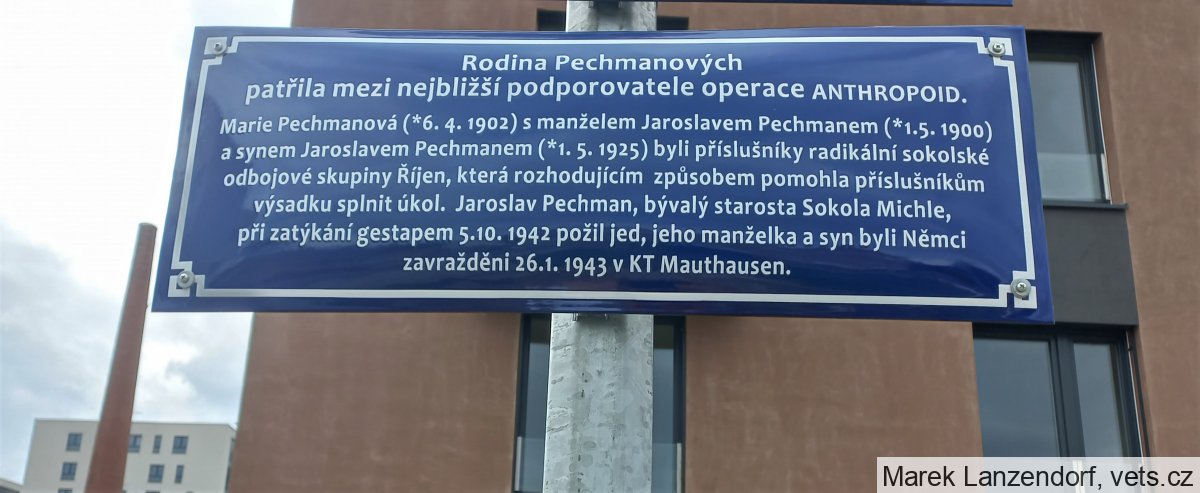 Rodina Pechmanových
patřila mezi nejbližší podporovatele operace ANTHROPOID.
Marie Pechmanová (*6. 4. 1902) s manželem Jaroslavem Pechmanem (*1.5. 1900)
a synem Jaroslavem Pechmanem (*1. 5. 1925) byli příslušníky radikální sokolské
odbojové skupiny Říjen, která rozhodujícím způsobem pomohla příslušníkům
výsadku splnit úkol. Jaroslav Pechman, bývalý starosta Sokola Michle,
při zatýkání gestapem 5.10. 1942 požil jed, jeho manželka a syn byli Němci
zavražděni 26.1. 1943 v KT Mauthausen.
Marek Lanzendorf, vets.cz